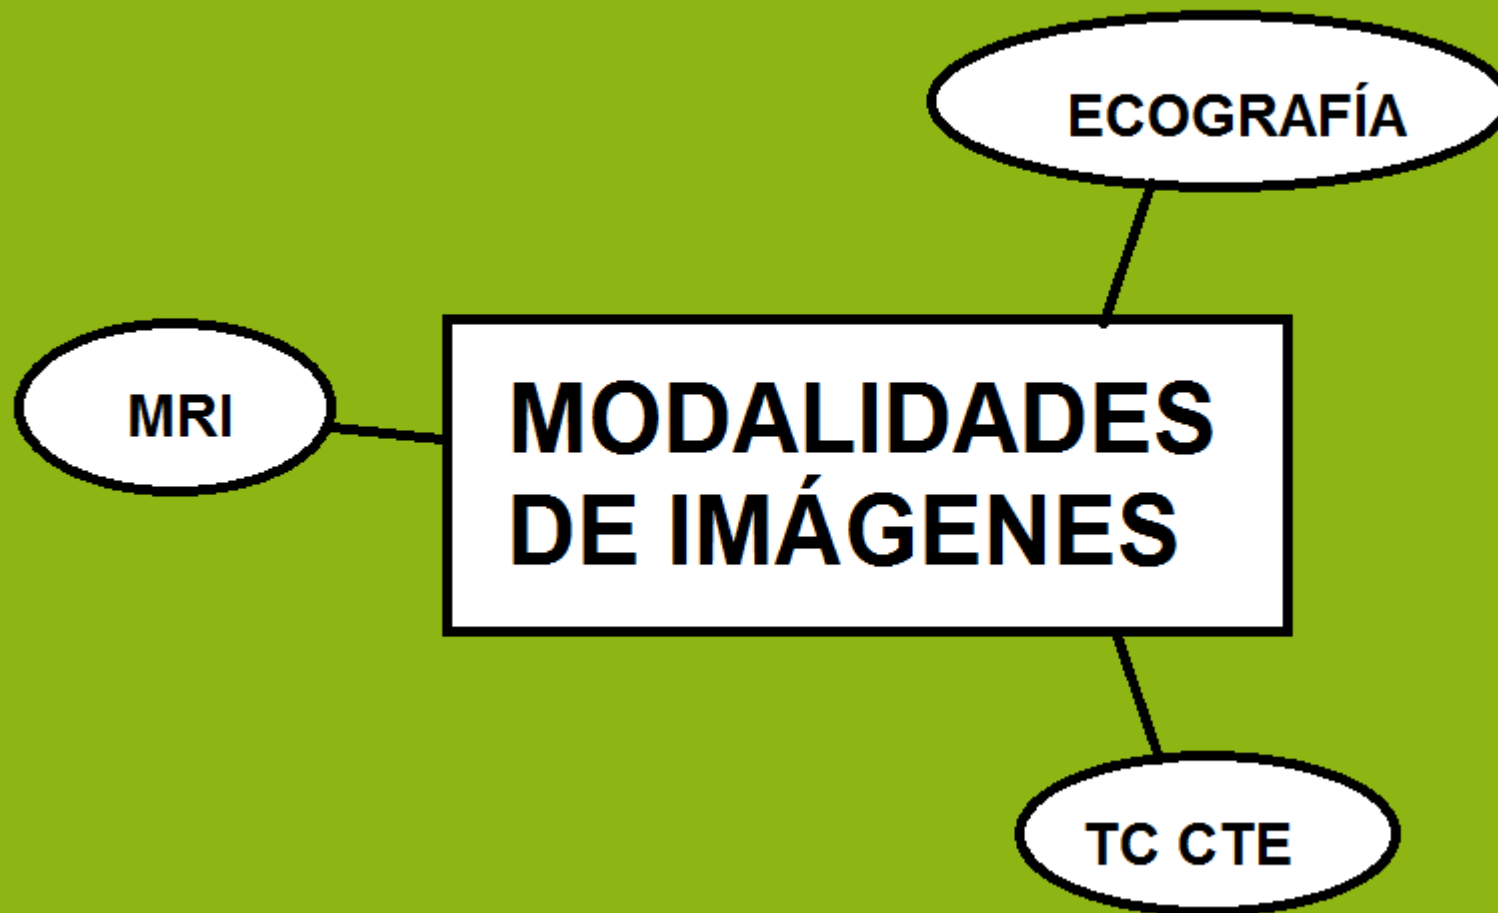 ECOGRAFÍA
MRI
MODALIDADES
DE IMÁGENES
TC CTE